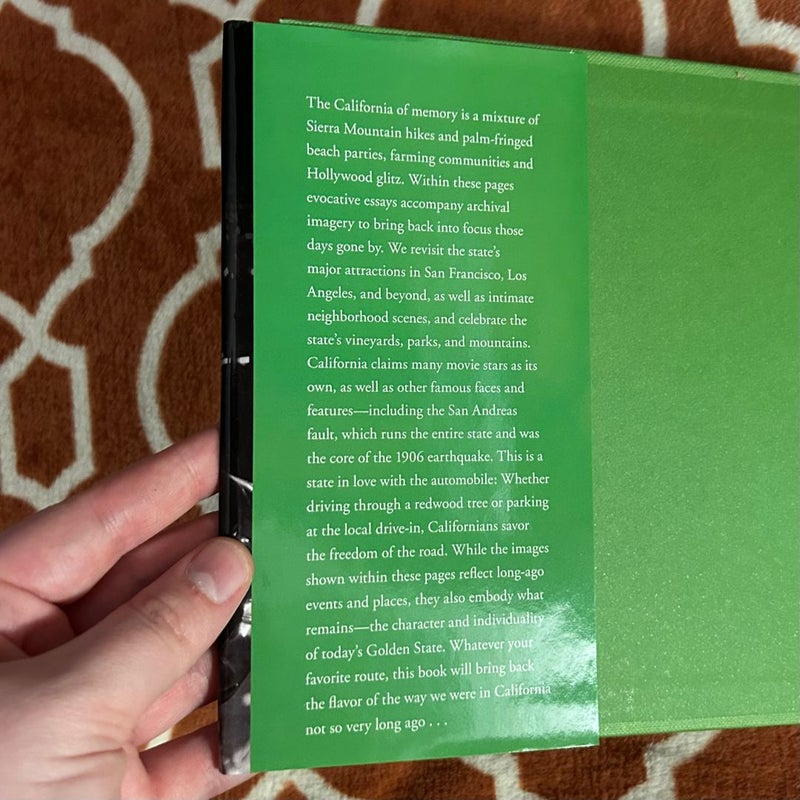 The California of memory is a mixture of
Sierra Mountain hikes and palm-fringed
beach parties, farming communities and
Hollywood glitz. Within these pages
evocative essays accompany archival
imagery to bring back into focus those
days gone by. We revisit the state's
major attractions in San Francisco, Los
Angeles, and beyond, as well as intimate
neighborhood scenes, and celebrate the
state's vineyards, parks, and mountains.
California claims many movie stars as its
own, as well as other famous faces and
features—including the San Andreas
fault, which runs the entire state and was
the core of the 1906 earthquake. This is a
state in love with the automobile: Whether
driving through a redwood tree or parking
at the local drive-in, Californians savor
the freedom of the road. While the images
shown within these pages reflect long-ago
events and places, they also embody what
remains—the character and individuality
of today's Golden State. Whatever your
favorite route, this book will bring back
the flavor of the way we were in California
not so very long ago . . .